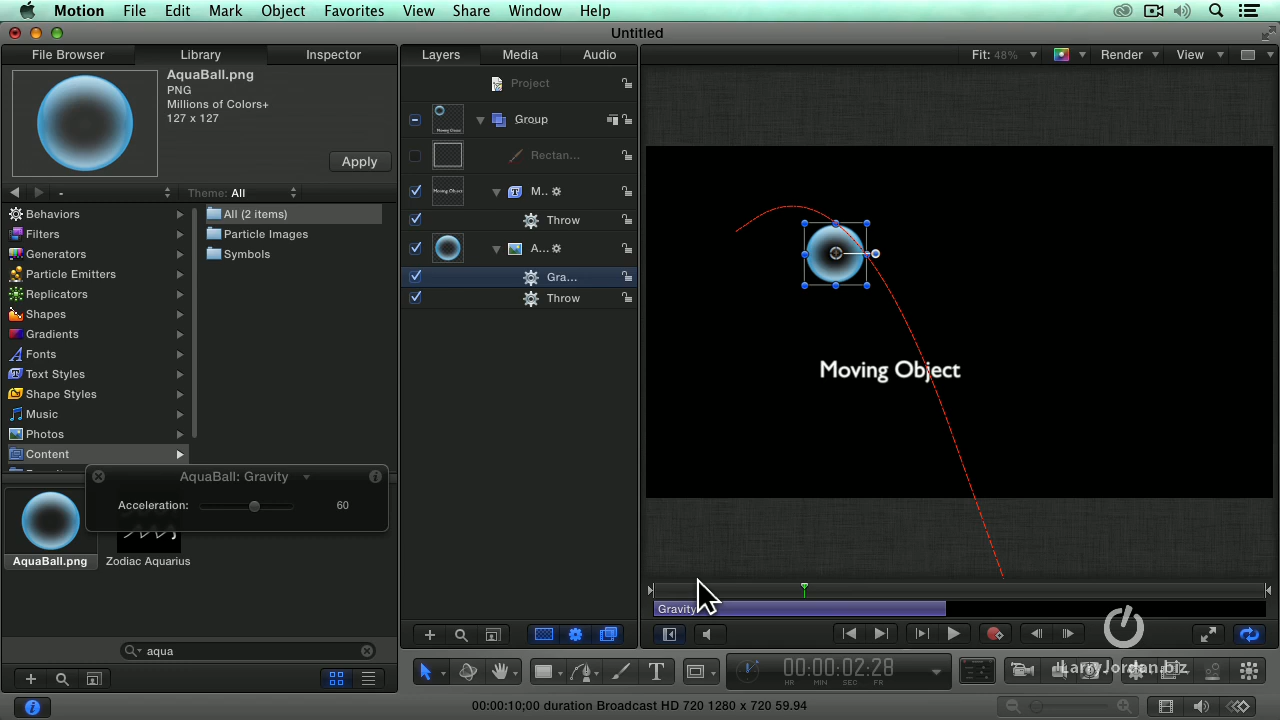 Motion File Edit Mark Object Favorites View Share Window Help
Untitled
File Browser Library Inspector
Layers Media Audio
Fit: 48% Render View
AquaBall.png
PNG
Millions of Colors+
127 x 127
Apply
- Theme: All
Behaviors
Filters
Generators
Particle Emitters
Replicators
Shapes
Gradients
Fonts
Text Styles
Shape Styles
Music
Photos
Content
All (2 items)
Particle Images
Symbols
AquaBall: Gravity
Acceleration: 60
AquaBall.png
Zodiac Aquarius
aqua
Project
Group
Rectan...
M...
Throw
A...
Gra...
Throw
Moving Object
Gravity
00:00:02:28
HR MIN SEC FR
LarryJordan.biz
00:00:10;00 duration Broadcast HD 720 1280 x 720 59.94